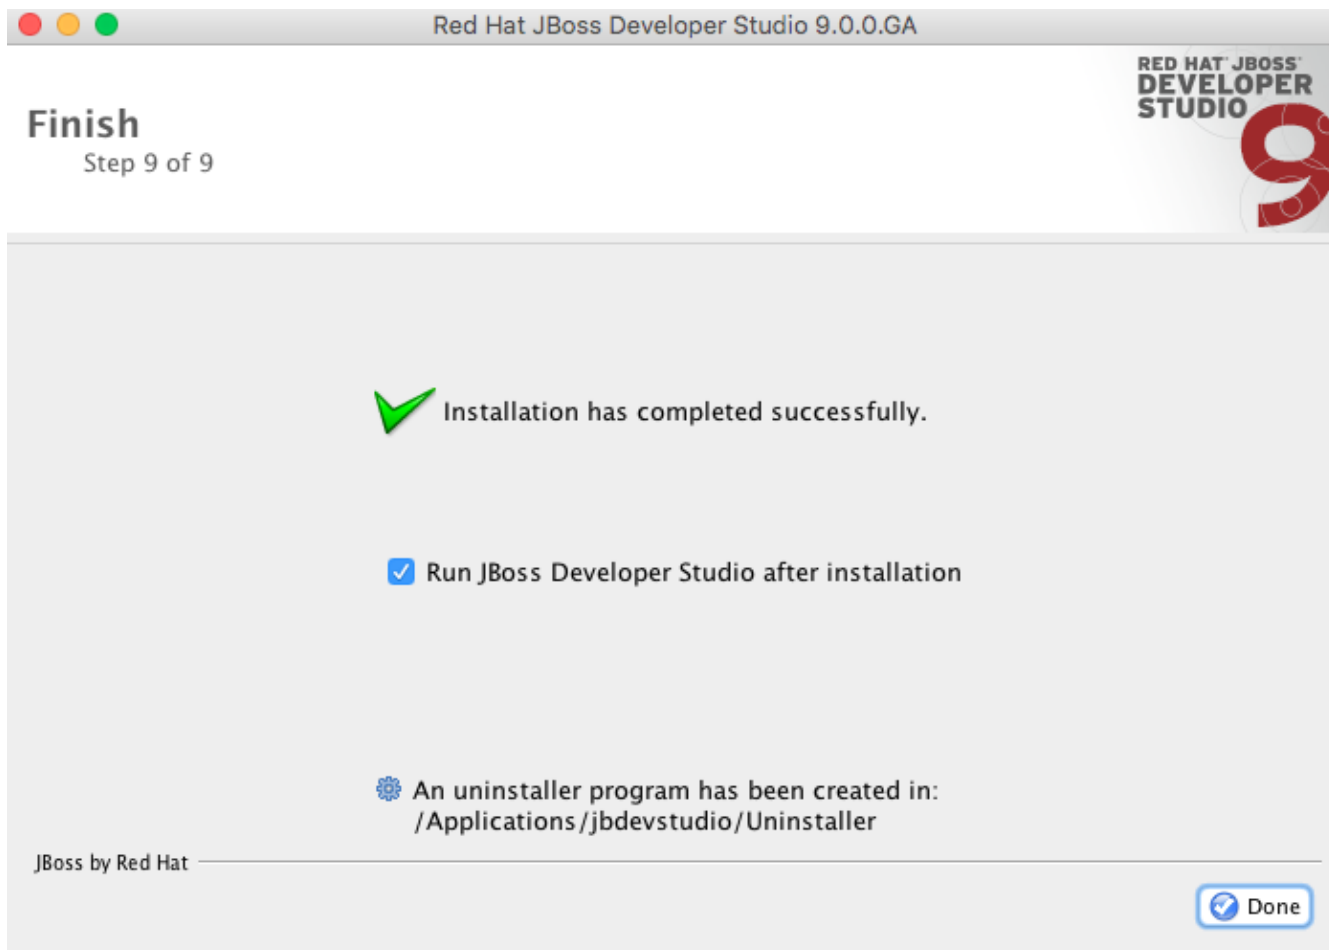 Red Hat JBoss Developer Studio 9.0.0.GA
RED HAT® JBOSS®
DEVELOPER
STUDIO
9
Finish
Step 9 of 9
Installation has completed successfully.
Run JBoss Developer Studio after installation
An uninstaller program has been created in:
/Applications/jbdevstudio/Uninstaller
JBoss by Red Hat
Done